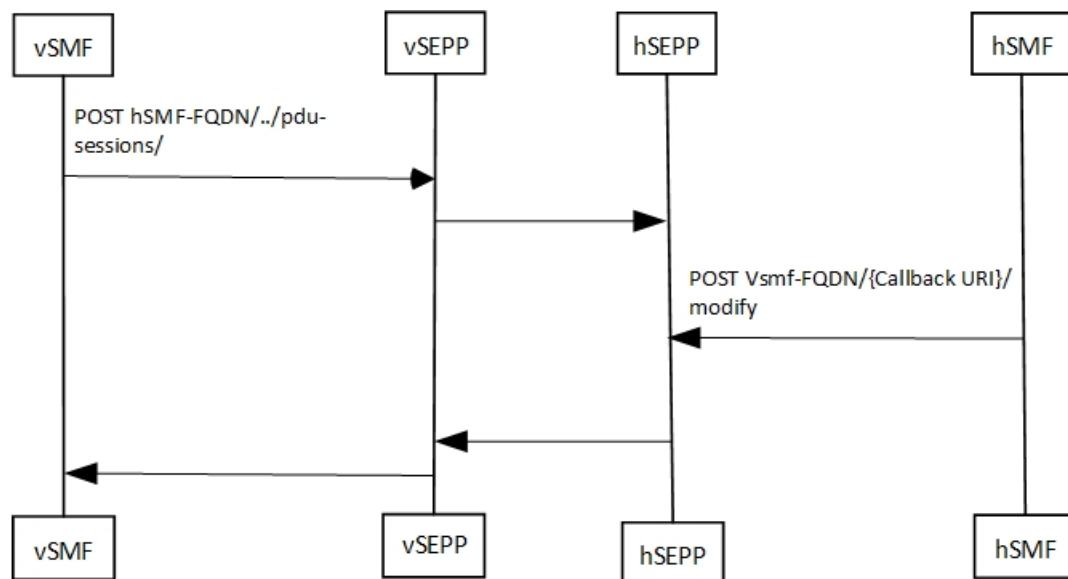 vSMF
vSEPP
hSEPP
hSMF
POST hSMF-FQDN/../pdu-
sessions/
POST Vsmf-FQDN/{Callback URI}/
modify
vSMF
vSEPP
hSEPP
hSMF